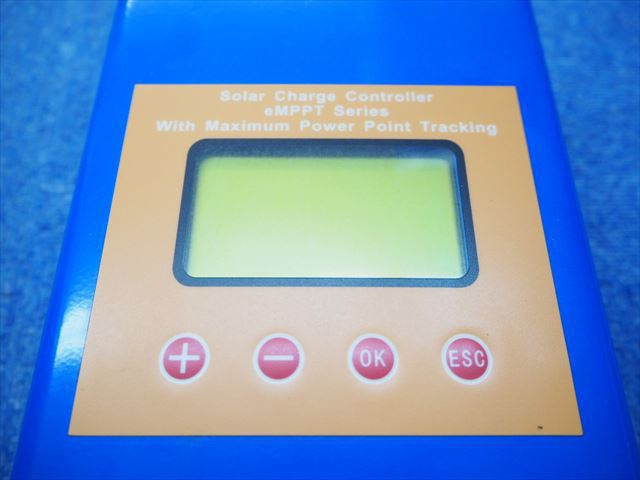 Solar Charge Controller
eMPPT Series
With Maximum Power Point Tracking
+ − OK ESC